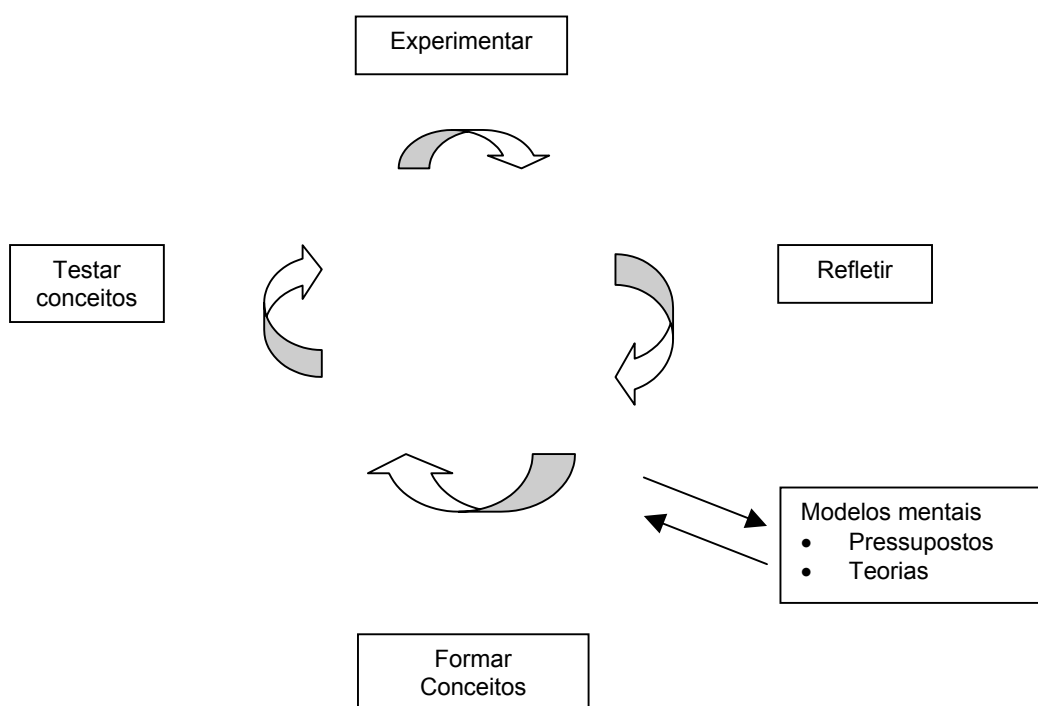 Experimentar
Testar
conceitos
Refletir
Modelos mentais
• Pressupostos
• Teorias
Formar
Conceitos